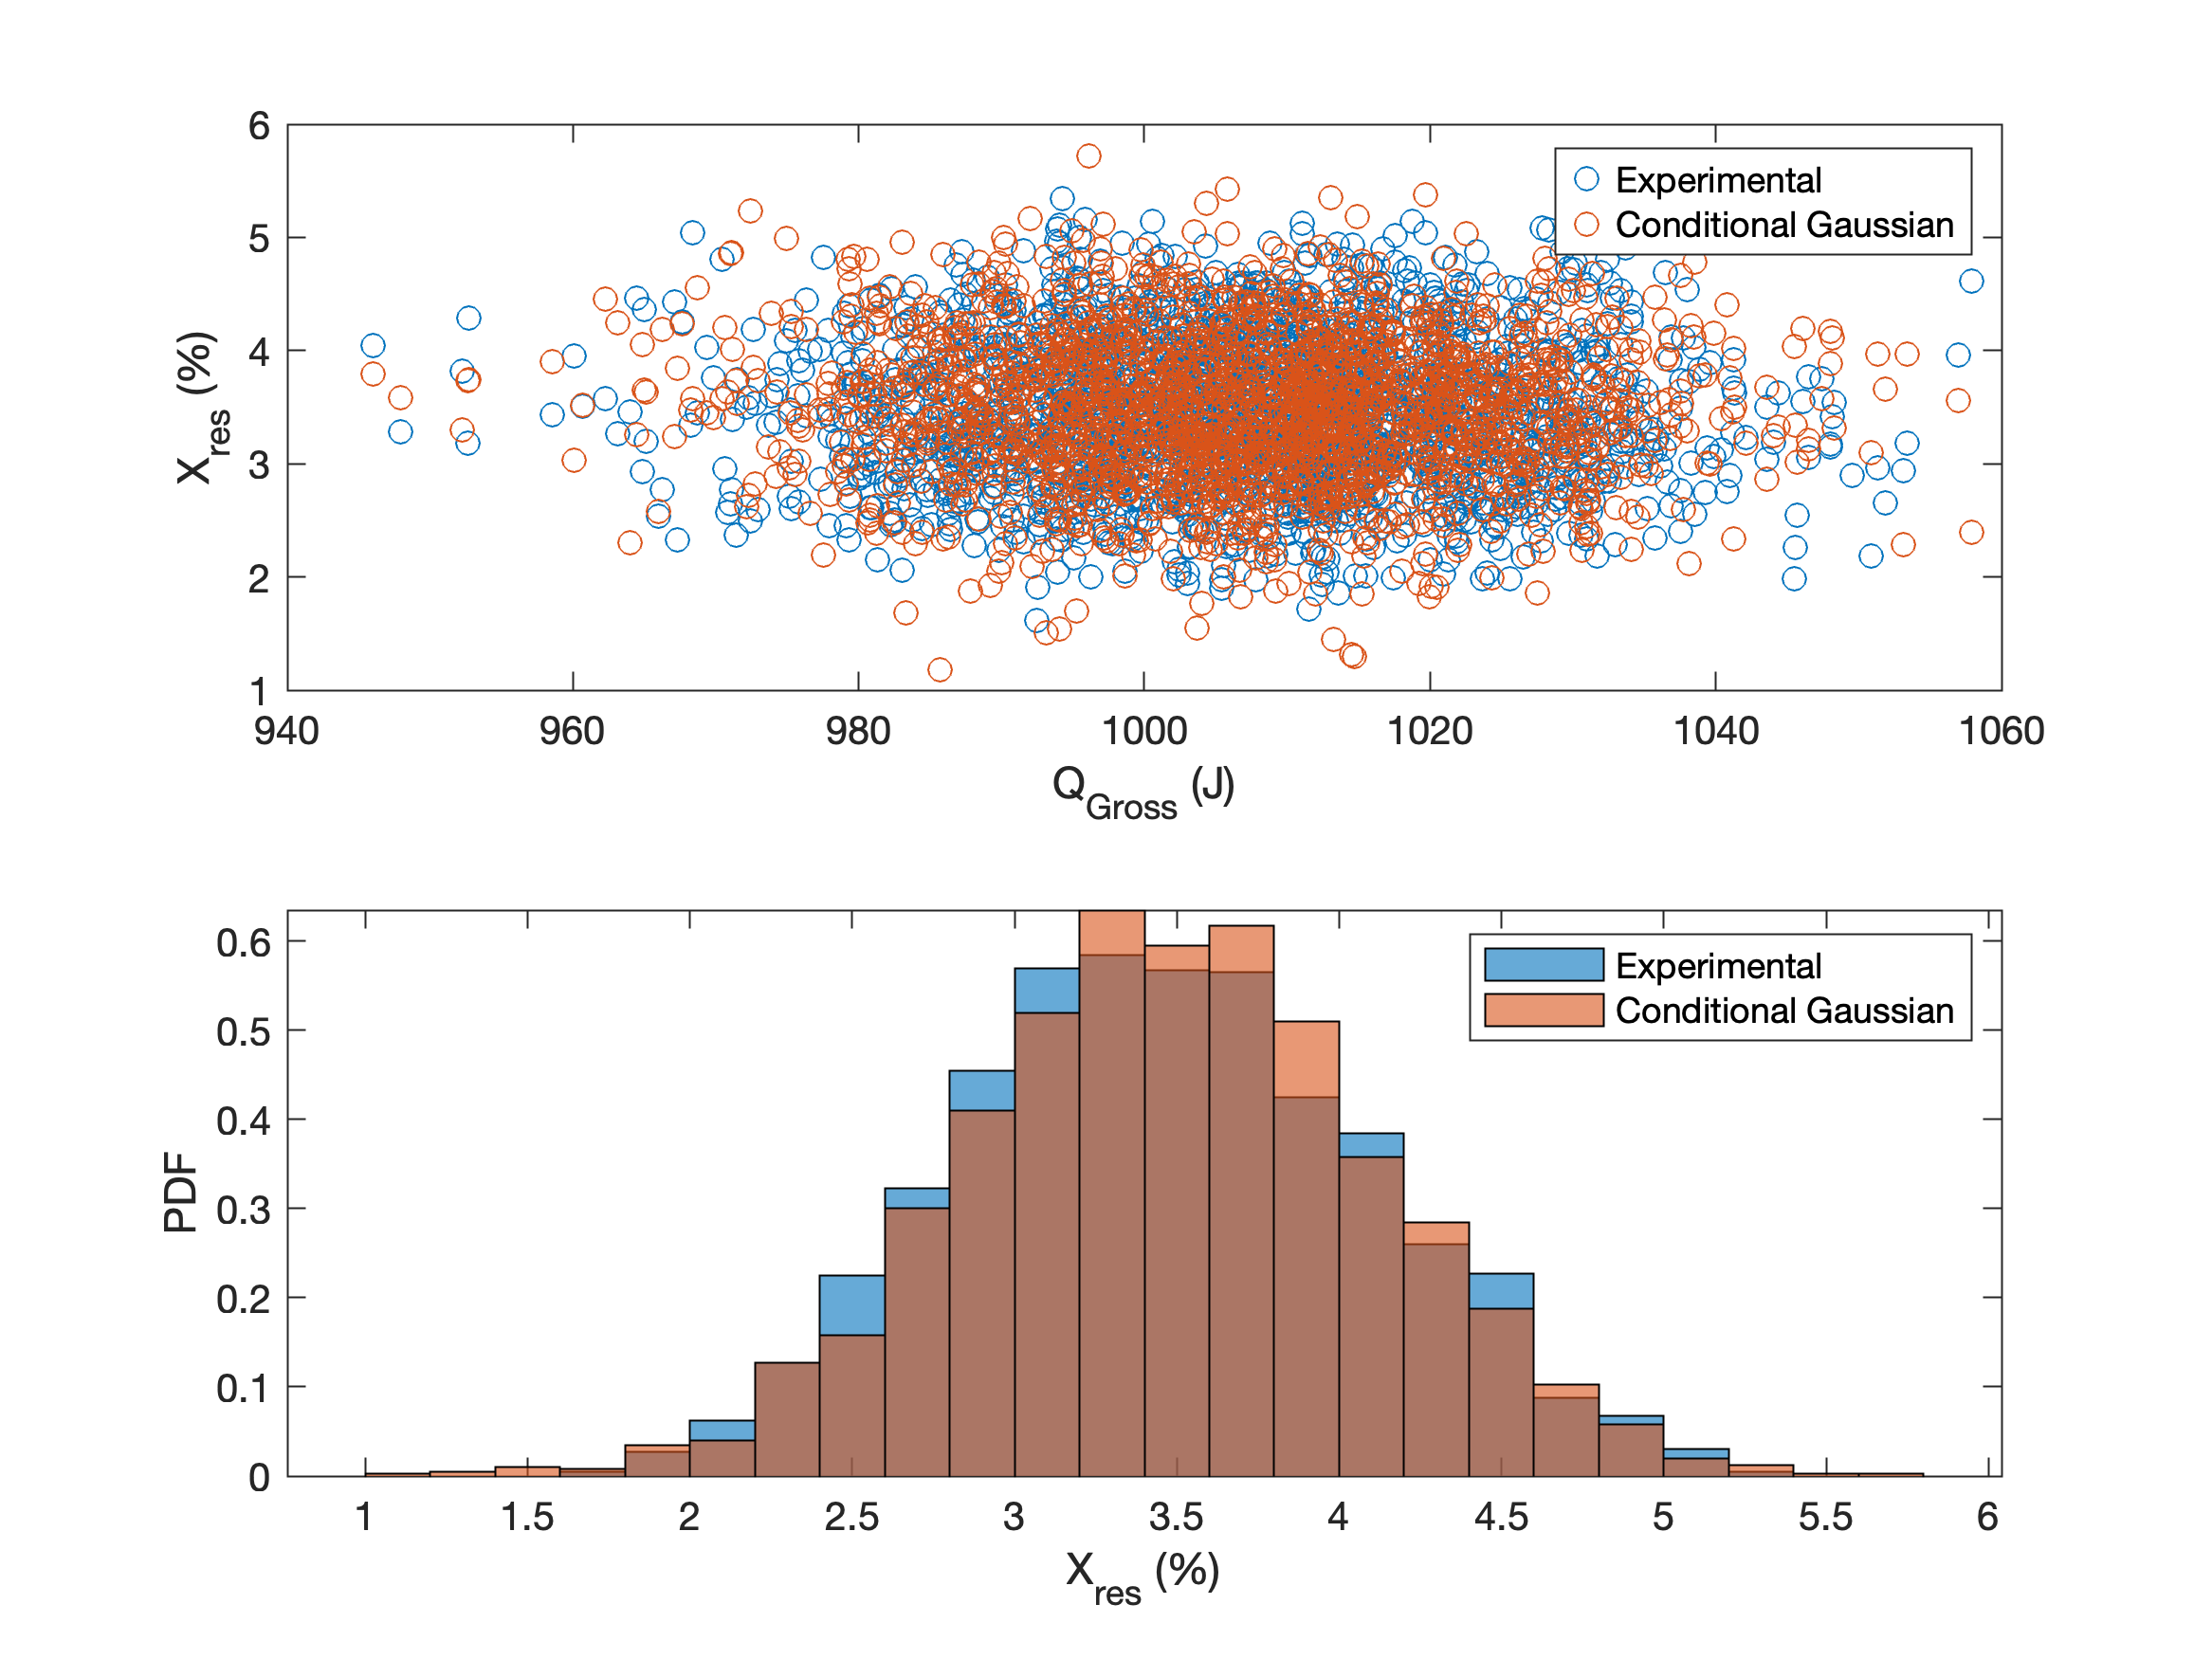 6
5
4
3
2
1
X_res (%)
Experimental
Conditional Gaussian
940 960 980 1000 1020 1040 1060
Q_Gross (J)
0.6
0.5
0.4
0.3
0.2
0.1
0
PDF
Experimental
Conditional Gaussian
1 1.5 2 2.5 3 3.5 4 4.5 5 5.5 6
X_res (%)